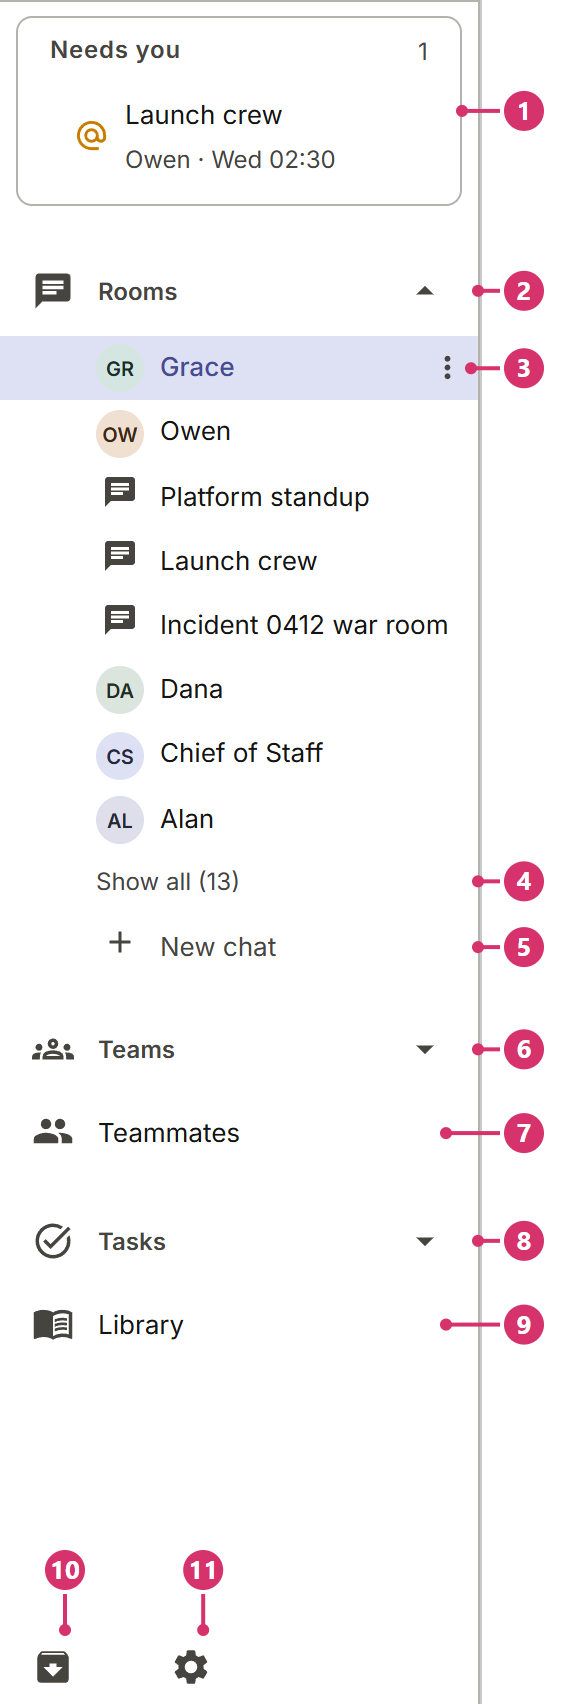 Needs you 1
Launch crew
Owen · Wed 02:30
1
Rooms
2
GR Grace
3
OW Owen
Platform standup
Launch crew
Incident 0412 war room
DA Dana
CS Chief of Staff
AL Alan
Show all (13)
4
New chat
5
Teams
6
Teammates
7
Tasks
8
Library
9
10
11